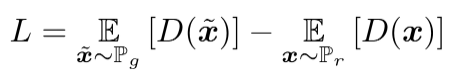 L = 𝔼_{x̃∼ℙ_g} [D(x̃)] − 𝔼_{x∼ℙ_r} [D(x)]